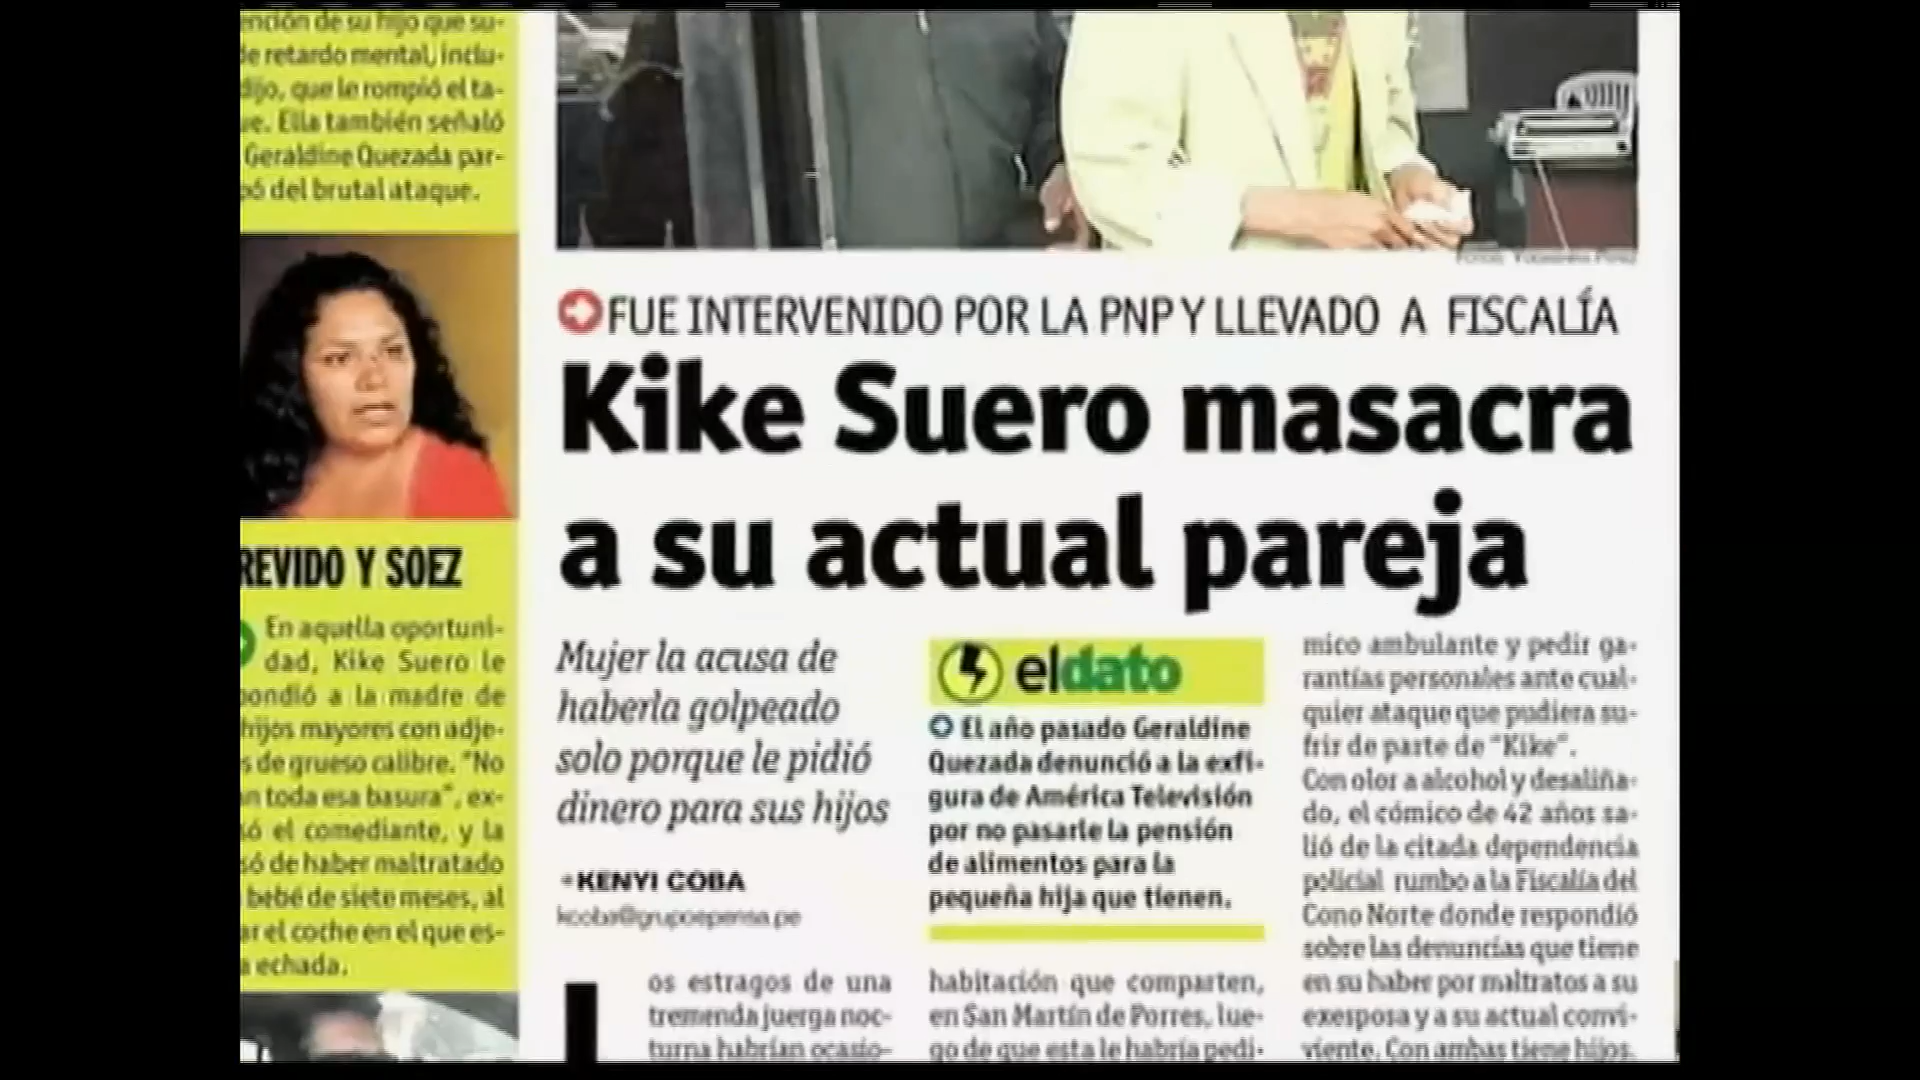 ención de su hijo que su-
de retardo mental, inclu-
dijo, que le rompió el ta-
ue. Ella también señaló
Geraldine Quezada par-
pó del brutal ataque.
REVIDO Y SOEZ
En aquella oportuni-
dad, Kike Suero le
pondió a la madre de
hijos mayores con adje-
s de grueso calibre. "No
n toda esa basura", ex-
só el comediante, y la
só de haber maltratado
bebé de siete meses, al
ar el coche en el que es-
a echada.
FUE INTERVENIDO POR LA PNP Y LLEVADO A FISCALÍA
Kike Suero masacra
a su actual pareja
Mujer la acusa de
haberla golpeado
solo porque le pidió
dinero para sus hijos
KENYI COBA
kcoba@grupoepensa.pe
os estragos de una
tremenda juerga noc-
turna habrían ocasio-
eldato
El año pasado Geraldine
Quezada denunció a la exfi-
gura de América Televisión
por no pasarle la pensión
de alimentos para la
pequeña hija que tienen.
habitación que comparten,
en San Martín de Porres, lue-
go de que esta le habría pedi-
mico ambulante y pedir ga-
rantías personales ante cual-
quier ataque que pudiera su-
frir de parte de "Kike".
Con olor a alcohol y desaliña-
do, el cómico de 42 años sa-
lió de la citada dependencia
policial rumbo a la Fiscalía del
Cono Norte donde respondió
sobre las denuncias que tiene
en su haber por maltratos a su
exesposa y a su actual convi-
viente. Con ambas tiene hijos.